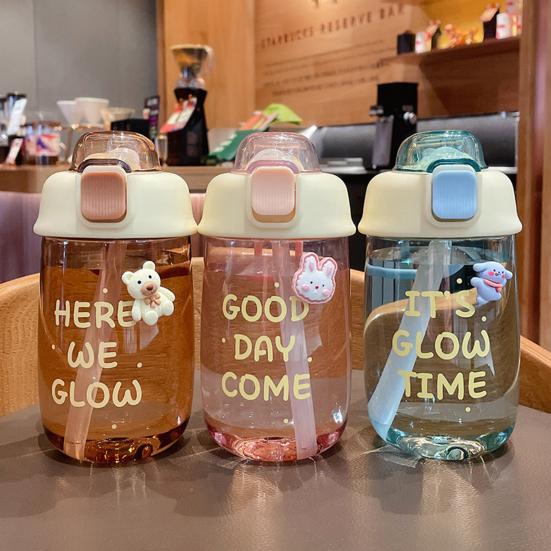 STARBUCKS RESERVE BAR
HERE
WE
GLOW
GOOD
DAY
COME
IT'S
GLOW
TIME